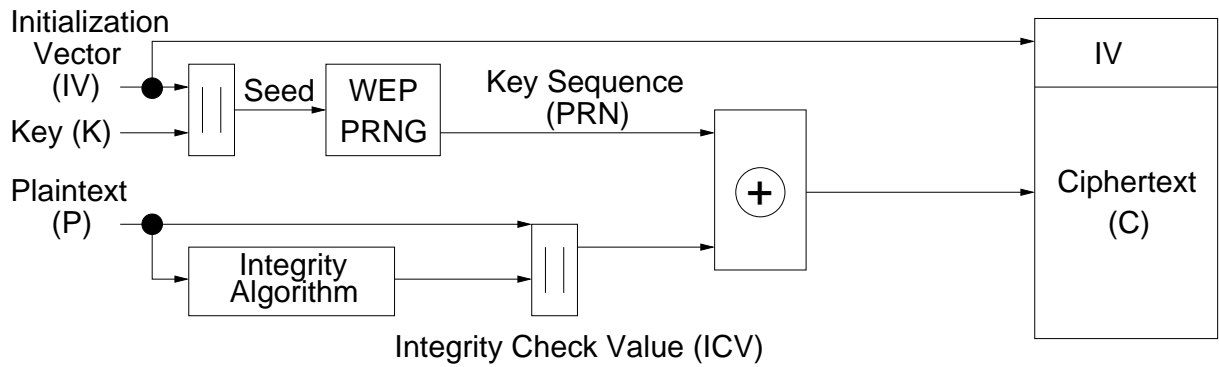 Initialization
Vector
(IV)
Key (K)
||
Seed
WEP
PRNG
Key Sequence
(PRN)
IV
Plaintext
(P)
Integrity
Algorithm
||
+
Ciphertext
(C)
Integrity Check Value (ICV)